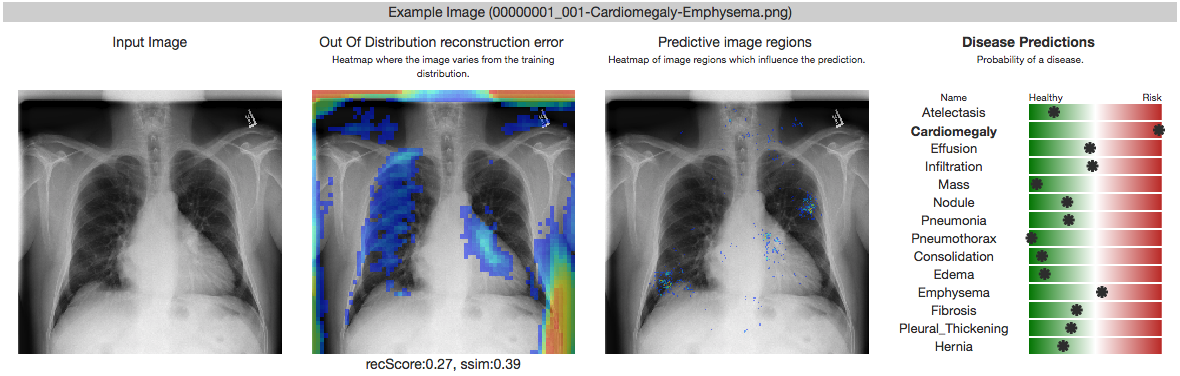 Example Image (00000001_001-Cardiomegaly-Emphysema.png)
Input Image
Out Of Distribution reconstruction error
Heatmap where the image varies from the training
distribution.
recScore:0.27, ssim:0.39
Predictive image regions
Heatmap of image regions which influence the prediction.
Disease Predictions
Probability of a disease.
Name Healthy Risk
Atelectasis
Cardiomegaly
Effusion
Infiltration
Mass
Nodule
Pneumonia
Pneumothorax
Consolidation
Edema
Emphysema
Fibrosis
Pleural_Thickening
Hernia